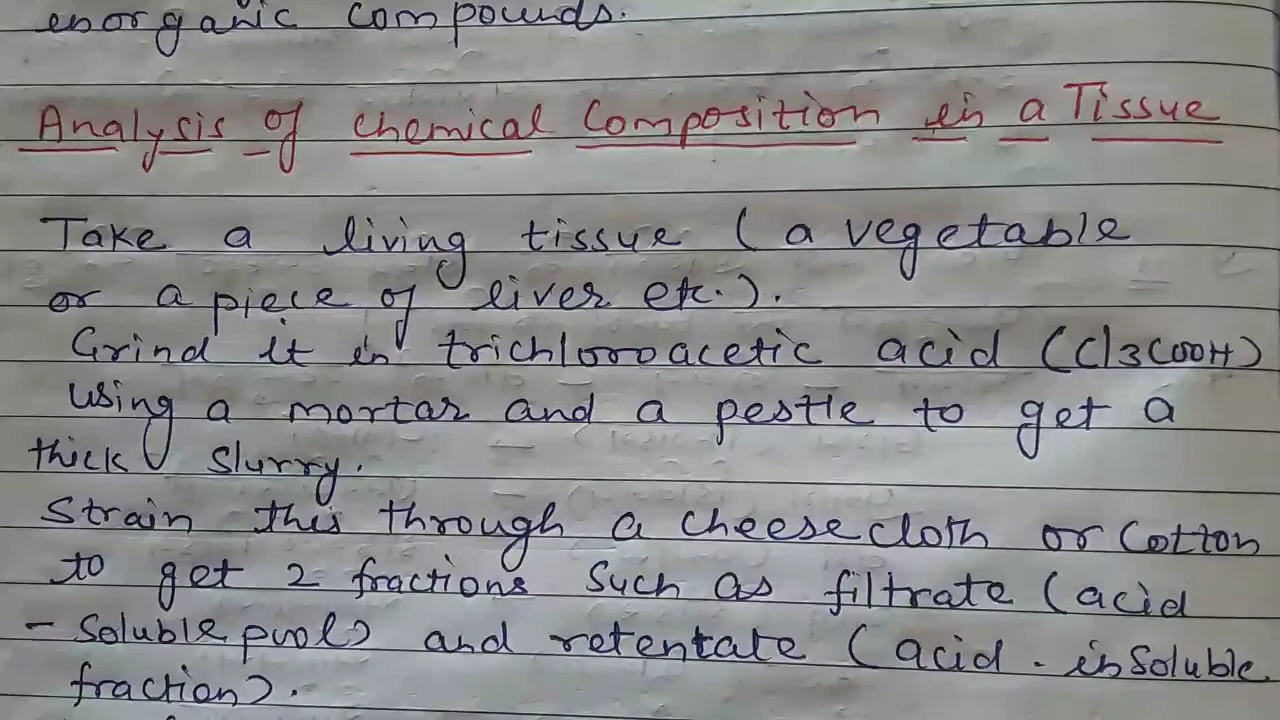 inorganic compounds.
Analysis of chemical Composition in a Tissue
Take a living tissue (a vegetable
or a piece of liver etc.).
Grind it in trichloroacetic acid (Cl3COOH)
using a mortar and a pestle to get a
thick slurry.
Strain this through a cheesecloth or Cotton
to get 2 fractions Such as filtrate (acid
- soluble pool) and retentate (acid - insoluble
fraction).